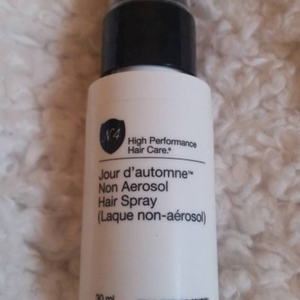 N4
High Performance
Hair Care.®
Jour d'automne™
Non Aerosol
Hair Spray
(Laque non-aérosol)
30 ml